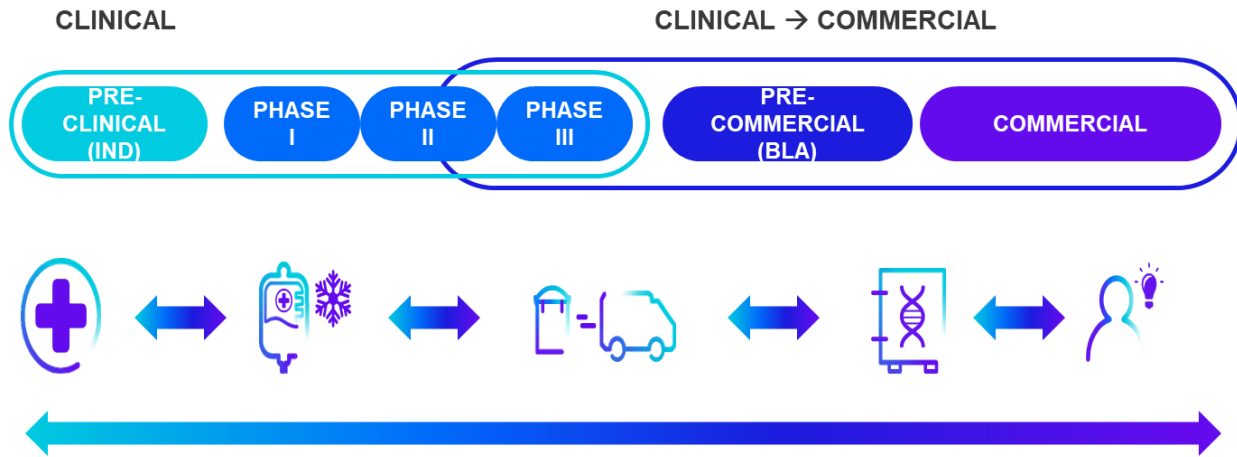 CLINICAL
CLINICAL → COMMERCIAL
PRE-
CLINICAL
(IND)
PHASE
I
PHASE
II
PHASE
III
PRE-
COMMERCIAL
(BLA)
COMMERCIAL